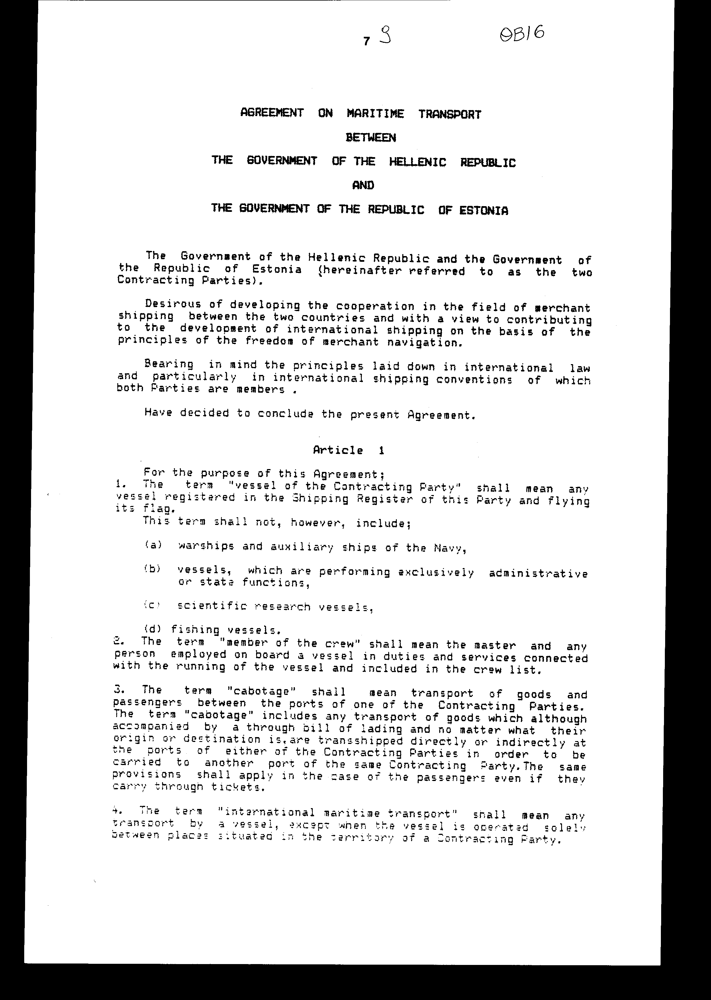 7 9 ΘB16
AGREEMENT ON MARITIME TRANSPORT
BETWEEN
THE GOVERNMENT OF THE HELLENIC REPUBLIC
AND
THE GOVERNMENT OF THE REPUBLIC OF ESTONIA
The Government of the Hellenic Republic and the Government of
the Republic of Estonia (hereinafter referred to as the two
Contracting Parties).
Desirous of developing the cooperation in the field of merchant
shipping between the two countries and with a view to contributing
to the development of international shipping on the basis of the
principles of the freedom of merchant navigation.
Bearing in mind the principles laid down in international law
and particularly in international shipping conventions of which
both Parties are members .
Have decided to conclude the present Agreement.
Article 1
For the purpose of this Agreement;
1. The term "vessel of the Contracting Party" shall mean any
vessel registered in the Shipping Register of this Party and flying
its flag.
This term shall not, however, include;
(a) warships and auxiliary ships of the Navy,
(b) vessels, which are performing exclusively administrative
or state functions,
(c) scientific research vessels,
(d) fishing vessels.
2. The term "member of the crew" shall mean the master and any
person employed on board a vessel in duties and services connected
with the running of the vessel and included in the crew list.
3. The term "cabotage" shall mean transport of goods and
passengers between the ports of one of the Contracting Parties.
The term "cabotage" includes any transport of goods which although
accompanied by a through bill of lading and no matter what their
origin or destination is,are transshipped directly or indirectly at
the ports of either of the Contracting Parties in order to be
carried to another port of the same Contracting Party.The same
provisions shall apply in the case of the passengers even if they
carry through tickets.
4. The term "international maritime transport" shall mean any
transport by a vessel, except when the vessel is operated solely
between places situated in the territory of a Contracting Party.